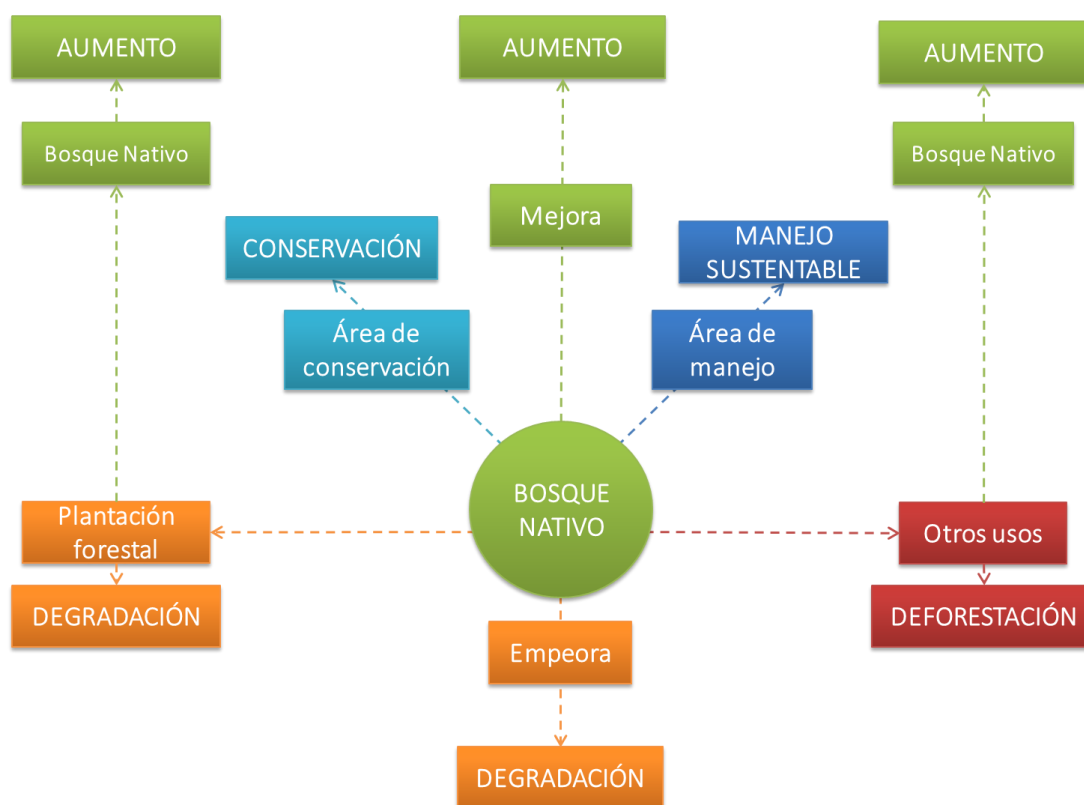 AUMENTO
AUMENTO
AUMENTO
Bosque Nativo
Bosque Nativo
Mejora
CONSERVACIÓN
MANEJO
SUSTENTABLE
Área de
conservación
Área de
manejo
BOSQUE
NATIVO
Plantación
forestal
Otros usos
DEGRADACIÓN
DEFORESTACIÓN
Empeora
DEGRADACIÓN